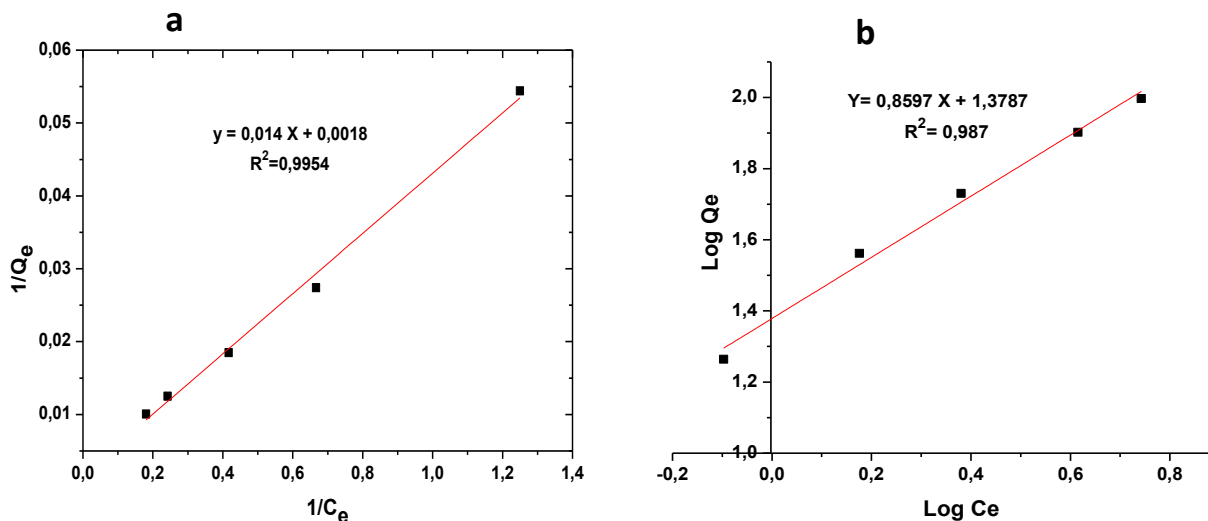 a
0,06
0,05
0,04
0,03
0,02
0,01
0,0
0,2
0,4
0,6
0,8
1,0
1,2
1,4
1/Qe
1/Ce
y = 0,014 X + 0,0018
R²=0,9954
b
2,0
1,8
1,6
1,4
1,2
1,0
-0,2
0,0
0,2
0,4
0,6
0,8
Log Qe
Log Ce
Y= 0,8597 X + 1,3787
R²= 0,987